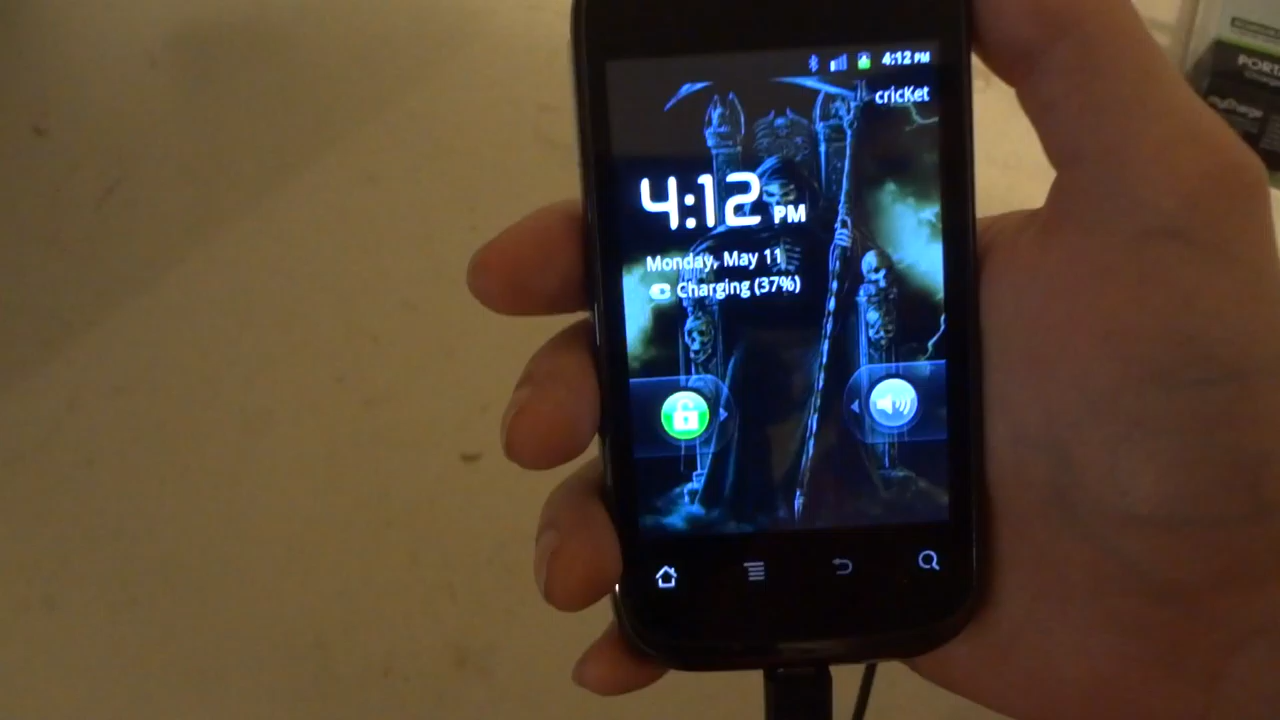 4:12 PM
cricKet
4:12 PM
Monday, May 11
Charging (37%)
PORT